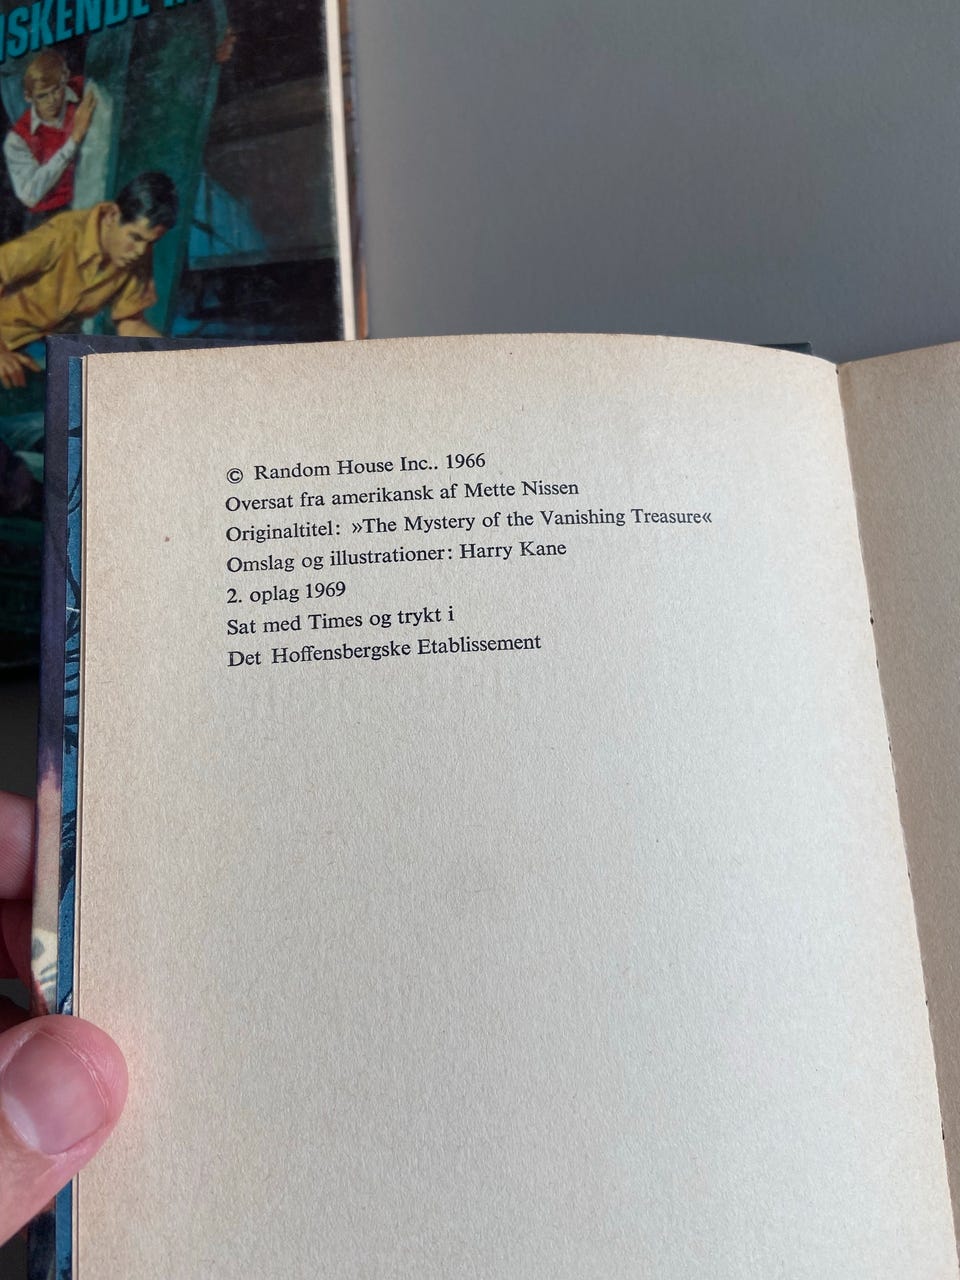 © Random House Inc.. 1966
Oversat fra amerikansk af Mette Nissen
Originaltitel: »The Mystery of the Vanishing Treasure«
Omslag og illustrationer: Harry Kane
2. oplag 1969
Sat med Times og trykt i
Det Hoffensbergske Etablissement